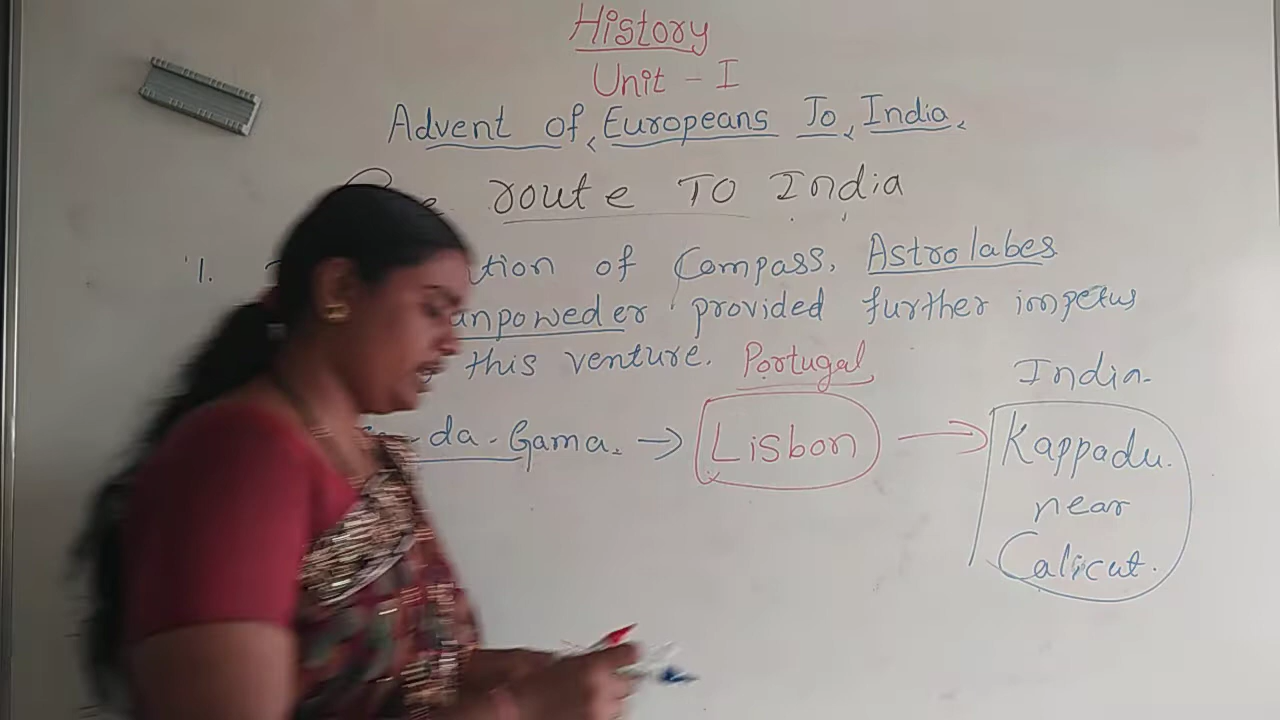 History
Unit - I
Advent of Europeans To India
route TO India
1. tion of Compass, Astrolabes
anpoweder provided further impetus
this venture. Portugal India.
-da-Gama. → Lisbon → Kappadu.
near
Calicut.